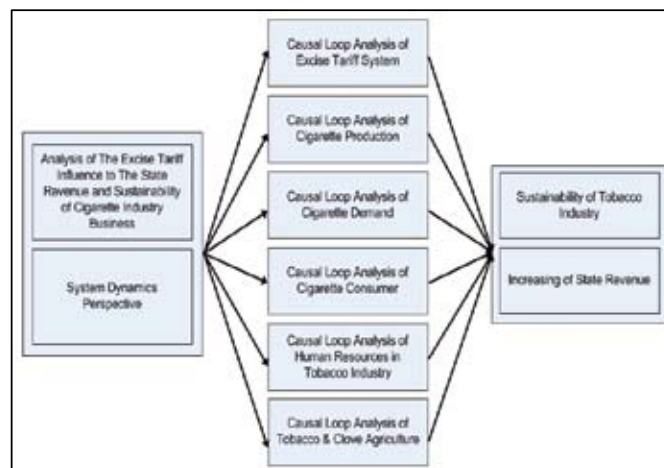 Analysis of The Excise Tariff
Influence to The State
Revenue and Sustainability
of Cigarette Industry
Business
System Dynamics
Perspective
Causal Loop Analysis of
Excise Tariff System
Causal Loop Analysis of
Cigarette Production
Causal Loop Analysis of
Cigarette Demand
Causal Loop Analysis of
Cigarette Consumer
Causal Loop Analysis of
Human Resources in
Tobacco Industry
Causal Loop Analysis of
Tobacco & Clove Agriculture
Sustainability of Tobacco
Industry
Increasing of State Revenue